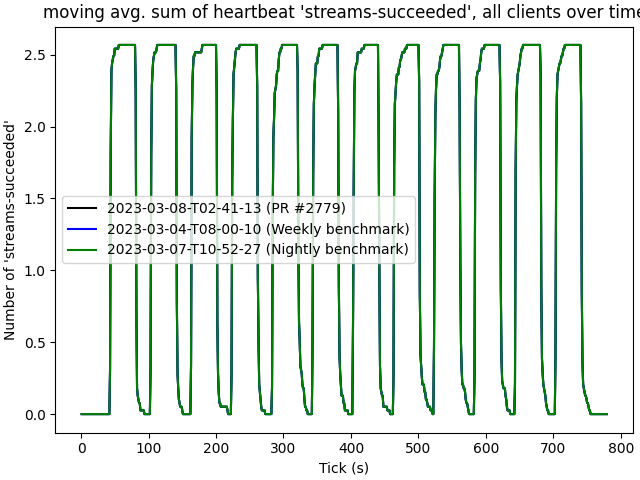 moving avg. sum of heartbeat 'streams-succeeded', all clients over time
Number of 'streams-succeeded'
2.5
2.0
1.5
1.0
0.5
0.0
2023-03-08-T02-41-13 (PR #2779)
2023-03-04-T08-00-10 (Weekly benchmark)
2023-03-07-T10-52-27 (Nightly benchmark)
0 100 200 300 400 500 600 700 800
Tick (s)